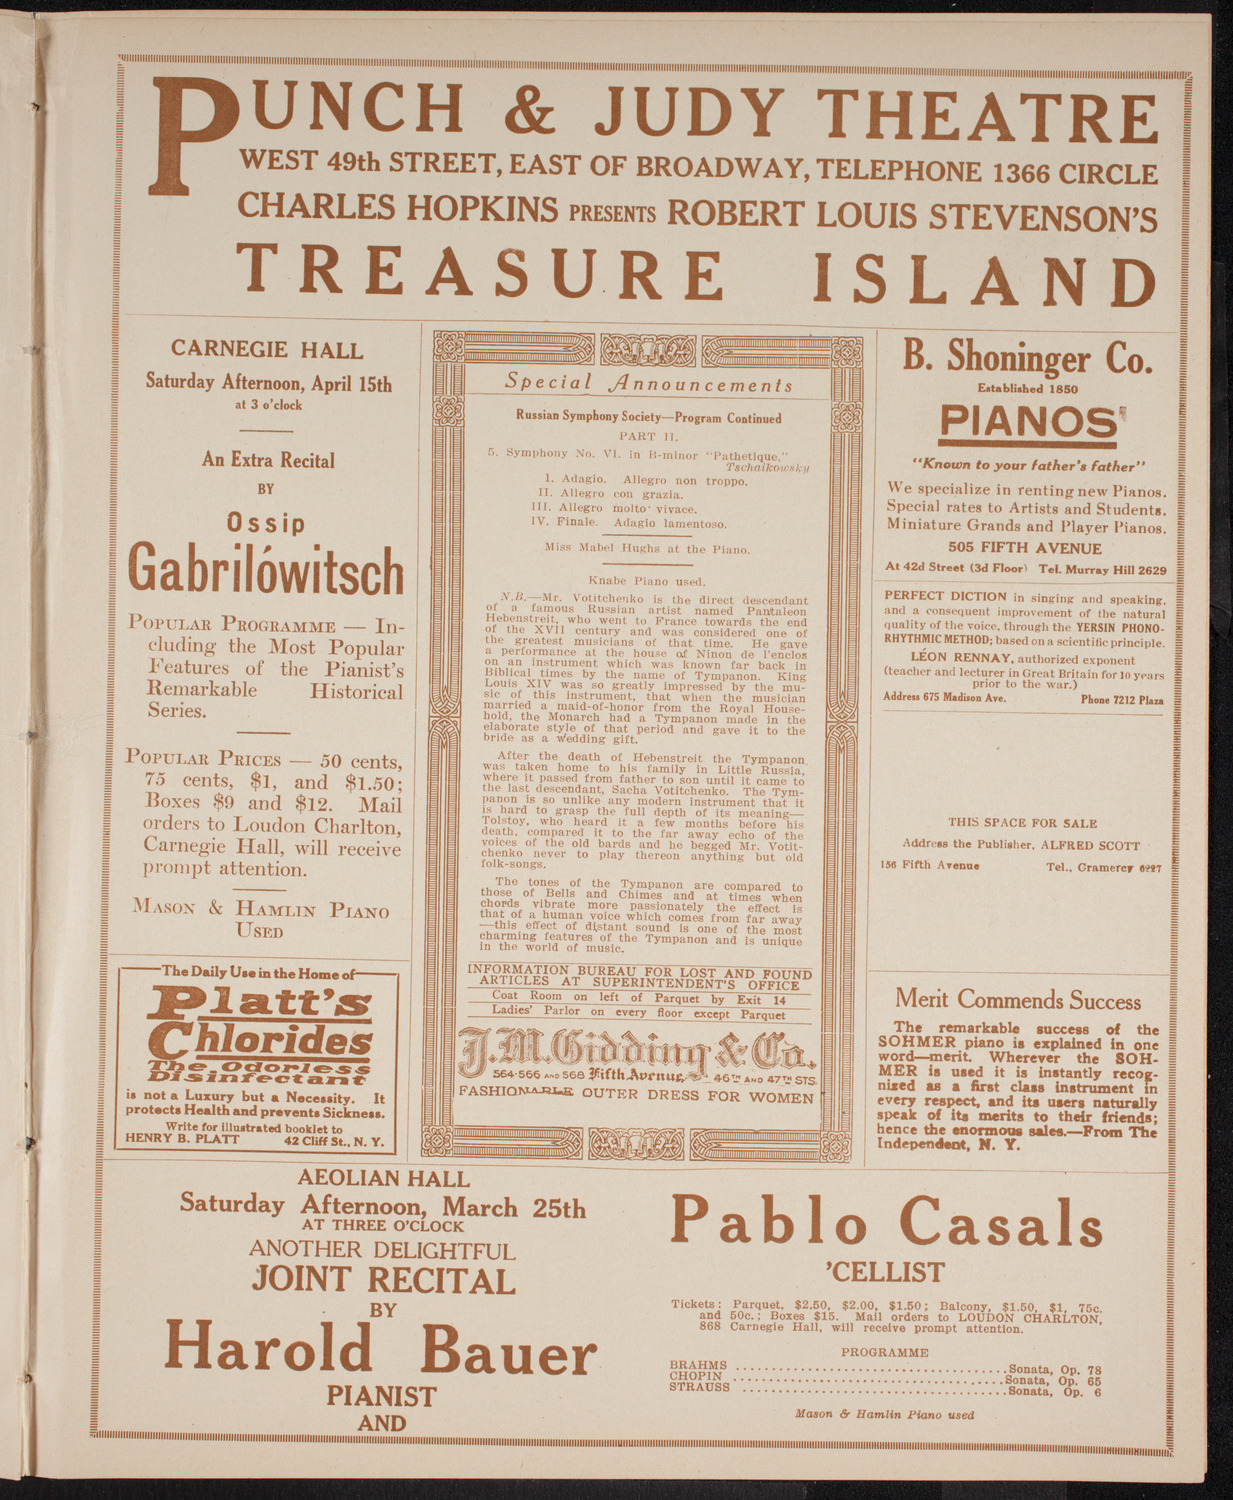 PUNCH & JUDY THEATRE
WEST 49th STREET, EAST OF BROADWAY, TELEPHONE 1366 CIRCLE
CHARLES HOPKINS PRESENTS ROBERT LOUIS STEVENSON'S
TREASURE ISLAND
CARNEGIE HALL
Saturday Afternoon, April 15th
at 3 o'clock
An Extra Recital
BY
Ossip
Gabrilówitsch
POPULAR PROGRAMME — In-
cluding the Most Popular
Features of the Pianist's
Remarkable Historical
Series.
POPULAR PRICES — 50 cents,
75 cents, $1, and $1.50;
Boxes $9 and $12. Mail
orders to Loudon Charlton,
Carnegie Hall, will receive
prompt attention.
MASON & HAMLIN PIANO
USED
The Daily Use in the Home of
Platt's
Chlorides
The Odorless
Disinfectant
is not a Luxury but a Necessity. It
protects Health and prevents Sickness.
Write for illustrated booklet to
HENRY B. PLATT 42 Cliff St., N. Y.
Special Announcements
Russian Symphony Society—Program Continued
PART II.
5. Symphony No. VI. in B-minor "Pathetique,"
Tschaikowsky
I. Adagio. Allegro non troppo.
II. Allegro con grazia.
III. Allegro molto vivace.
IV. Finale. Adagio lamentoso.
Miss Mabel Hughs at the Piano.
Knabe Piano used.
N.B.—Mr. Votitchenko is the direct descendant
of a famous Russian artist named Pantaleon
Hebenstreit, who went to France towards the end
of the XVII century and was considered one of
the greatest musicians of that time. He gave
a performance at the house of Ninon de l'enclos
on an instrument which was known far back in
Biblical times by the name of Tympanon. King
Louis XIV was so greatly impressed by the mu-
sic of this instrument, that when the musician
married a maid-of-honor from the Royal House-
hold, the Monarch had a Tympanon made in the
elaborate style of that period and gave it to the
bride as a wedding gift.
After the death of Hebenstreit the Tympanon
was taken home to his family in Little Russia,
where it passed from father to son until it came to
the last descendant, Sacha Votitchenko. The Tym-
panon is so unlike any modern instrument that it
is hard to grasp the full depth of its meaning—
Tolstoy, who heard it a few months before his
death, compared it to the far away echo of the
voices of the old bards and he begged Mr. Votit-
chenko never to play thereon anything but old
folk-songs.
The tones of the Tympanon are compared to
those of Bells and Chimes and at times when
chords vibrate more passionately the effect is
that of a human voice which comes from far away
—this effect of distant sound is one of the most
charming features of the Tympanon and is unique
in the world of music.
INFORMATION BUREAU FOR LOST AND FOUND
ARTICLES AT SUPERINTENDENT'S OFFICE
Coat Room on left of Parquet by Exit 14
Ladies' Parlor on every floor except Parquet
J.M. Gidding & Co.
564-566 AND 568 Fifth Avenue 46TH AND 47TH STS.
FASHIONABLE OUTER DRESS FOR WOMEN
B. Shoninger Co.
Established 1850
PIANOS
"Known to your father's father"
We specialize in renting new Pianos.
Special rates to Artists and Students.
Miniature Grands and Player Pianos.
505 FIFTH AVENUE
At 42d Street (3d Floor) Tel. Murray Hill 2629
PERFECT DICTION in singing and speaking,
and a consequent improvement of the natural
quality of the voice, through the YERSIN PHONO-
RHYTHMIC METHOD; based on a scientific principle.
LÉON RENNAY, authorized exponent
(teacher and lecturer in Great Britain for 10 years
prior to the war.)
Address 675 Madison Ave. Phone 7212 Plaza
THIS SPACE FOR SALE
Address the Publisher, ALFRED SCOTT
156 Fifth Avenue Tel., Gramercy
Merit Commends Success
The remarkable success of the
SOHMER piano is explained in one
word—merit. Wherever the SOH-
MER is used it is instantly recog-
nized as a first class instrument in
every respect, and its users naturally
speak of its merits to their friends;
hence the enormous sales.—From The
Independent, N. Y.
AEOLIAN HALL
Saturday Afternoon, March 25th
AT THREE O'CLOCK
ANOTHER DELIGHTFUL
JOINT RECITAL
BY
Harold Bauer
PIANIST
AND
Pablo Casals
'CELLIST
Tickets: Parquet, $2.50, $2.00, $1.50; Balcony, $1.50, $1, 75c.
and 50c.; Boxes $15. Mail orders to LOUDON CHARLTON,
868 Carnegie Hall, will receive prompt attention.
PROGRAMME
BRAHMS ..................................Sonata, Op. 78
CHOPIN ..................................Sonata, Op. 65
STRAUSS .................................Sonata, Op. 6
Mason & Hamlin Piano used